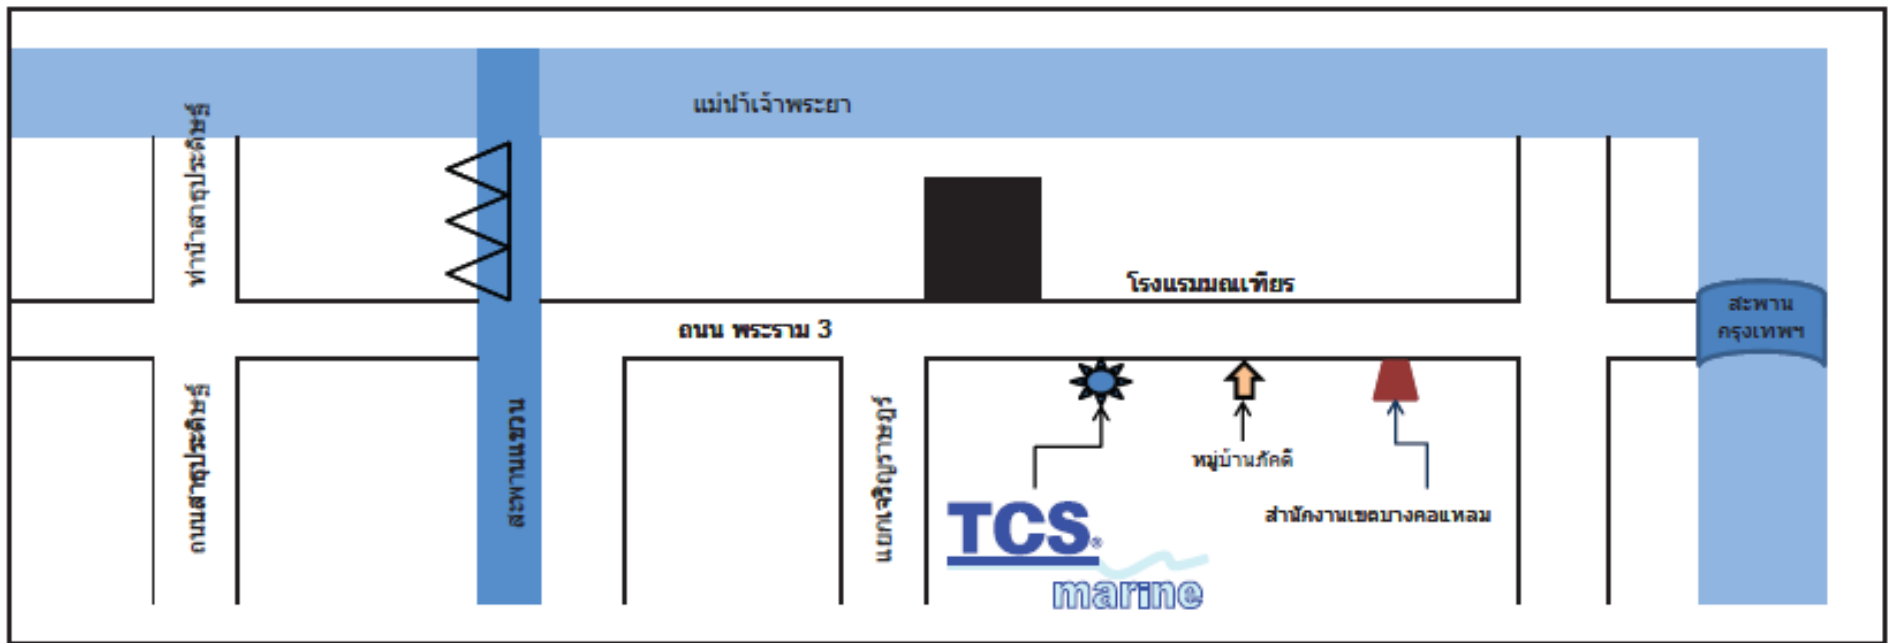 แม่น้ำเจ้าพระยา
ท่าน้ำสาธุประดิษฐ์
โรงแรมมณเฑียร
สะพาน
กรุงเทพฯ
ถนน พระราม 3
ถนนสาธุประดิษฐ์
สะพานแขวน
แยกเจริญราษฎร์
หมู่บ้านภัคดี
สำนักงานเขตบางคอแหลม
TCS®
marine